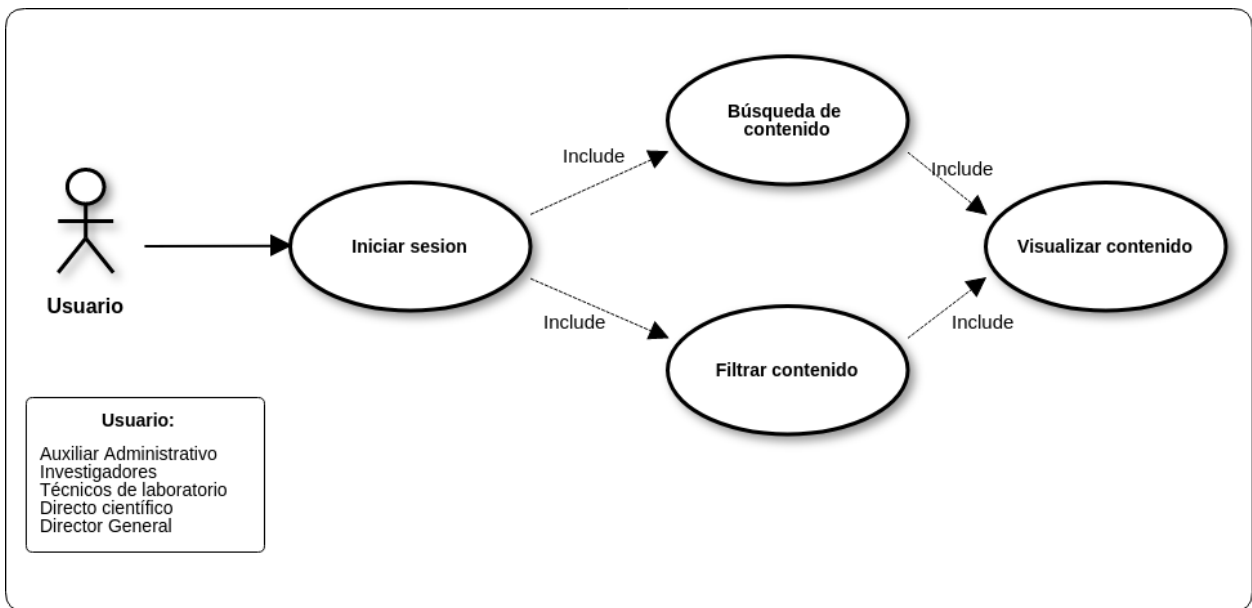 Búsqueda de
contenido
Include
Include
Iniciar sesion
Visualizar contenido
Usuario
Include
Include
Filtrar contenido
Usuario:
Auxiliar Administrativo
Investigadores
Técnicos de laboratorio
Directo científico
Director General